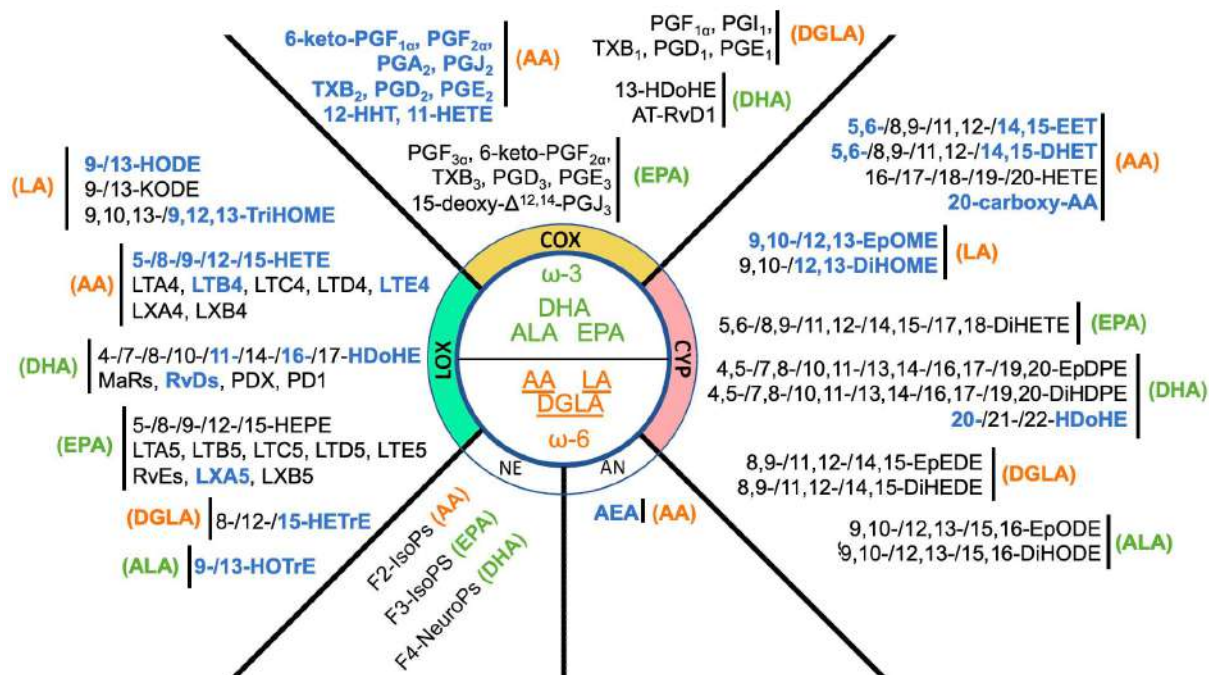 6-keto-PGF1α, PGF2α,
PGA2, PGJ2
TXB2, PGD2, PGE2
12-HHT, 11-HETE
(AA)
PGF1α, PGI1,
TXB1, PGD1, PGE1
(DGLA)
13-HDoHE
AT-RvD1
(DHA)
PGF3α, 6-keto-PGF2α,
TXB3, PGD3, PGE3
15-deoxy-Δ12,14-PGJ3
(EPA)
(LA)
9-/13-HODE
9-/13-KODE
9,10,13-/9,12,13-TriHOME
(AA)
5-/8-/9-/12-/15-HETE
LTA4, LTB4, LTC4, LTD4, LTE4
LXA4, LXB4
(DHA)
4-/7-/8-/10-/11-/14-/16-/17-HDoHE
MaRs, RvDs, PDX, PD1
(EPA)
5-/8-/9-/12-/15-HEPE
LTA5, LTB5, LTC5, LTD5, LTE5
RvEs, LXA5, LXB5
(DGLA) 8-/12-/15-HETrE
(ALA) 9-/13-HOTrE
COX
LOX
CYP
NE
AN
ω-3
DHA
ALA EPA
AA LA
DGLA
ω-6
5,6-/8,9-/11,12-/14,15-EET
5,6-/8,9-/11,12-/14,15-DHET
16-/17-/18-/19-/20-HETE
20-carboxy-AA
(AA)
9,10-/12,13-EpOME
9,10-/12,13-DiHOME
(LA)
5,6-/8,9-/11,12-/14,15-/17,18-DiHETE (EPA)
4,5-/7,8-/10,11-/13,14-/16,17-/19,20-EpDPE
4,5-/7,8-/10,11-/13,14-/16,17-/19,20-DiHDPE
20-/21-/22-HDoHE
(DHA)
8,9-/11,12-/14,15-EpEDE
8,9-/11,12-/14,15-DiHEDE
(DGLA)
9,10-/12,13-/15,16-EpODE
9,10-/12,13-/15,16-DiHODE
(ALA)
AEA (AA)
F2-IsoPs (AA)
F3-IsoPS (EPA)
F4-NeuroPs (DHA)